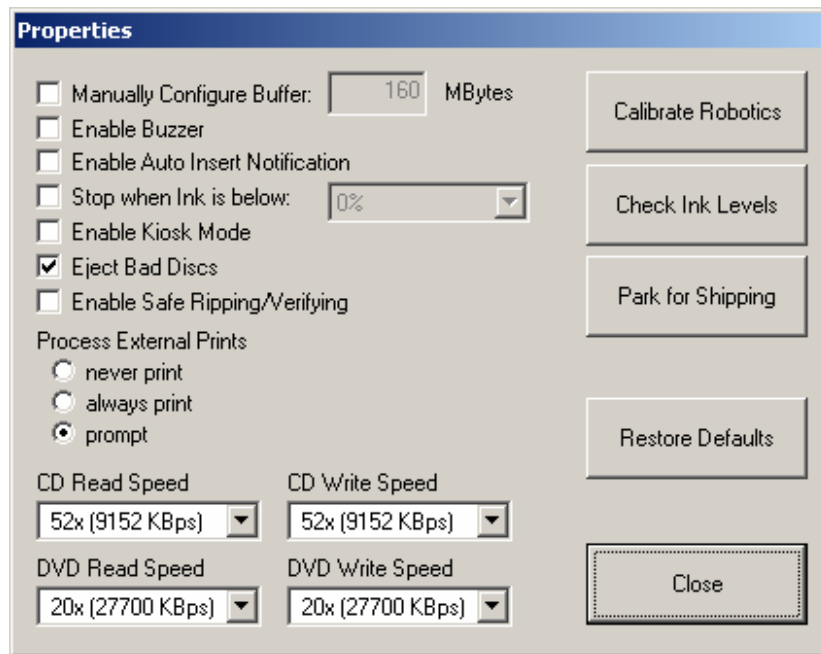 Properties
Manually Configure Buffer: 160 MBytes
Enable Buzzer
Enable Auto Insert Notification
Stop when Ink is below: 0%
Enable Kiosk Mode
Eject Bad Discs
Enable Safe Ripping/Verifying
Process External Prints
never print
always print
prompt
CD Read Speed CD Write Speed
52x (9152 KBps) 52x (9152 KBps)
DVD Read Speed DVD Write Speed
20x (27700 KBps) 20x (27700 KBps)
Calibrate Robotics
Check Ink Levels
Park for Shipping
Restore Defaults
Close